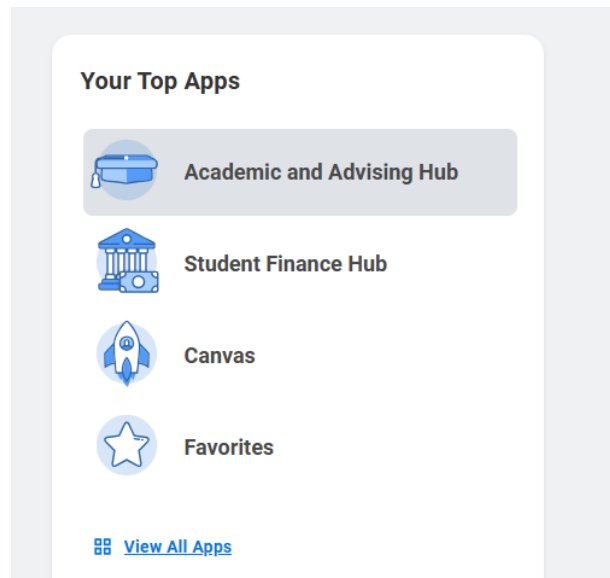 Your Top Apps
Academic and Advising Hub
Student Finance Hub
Canvas
Favorites
View All Apps